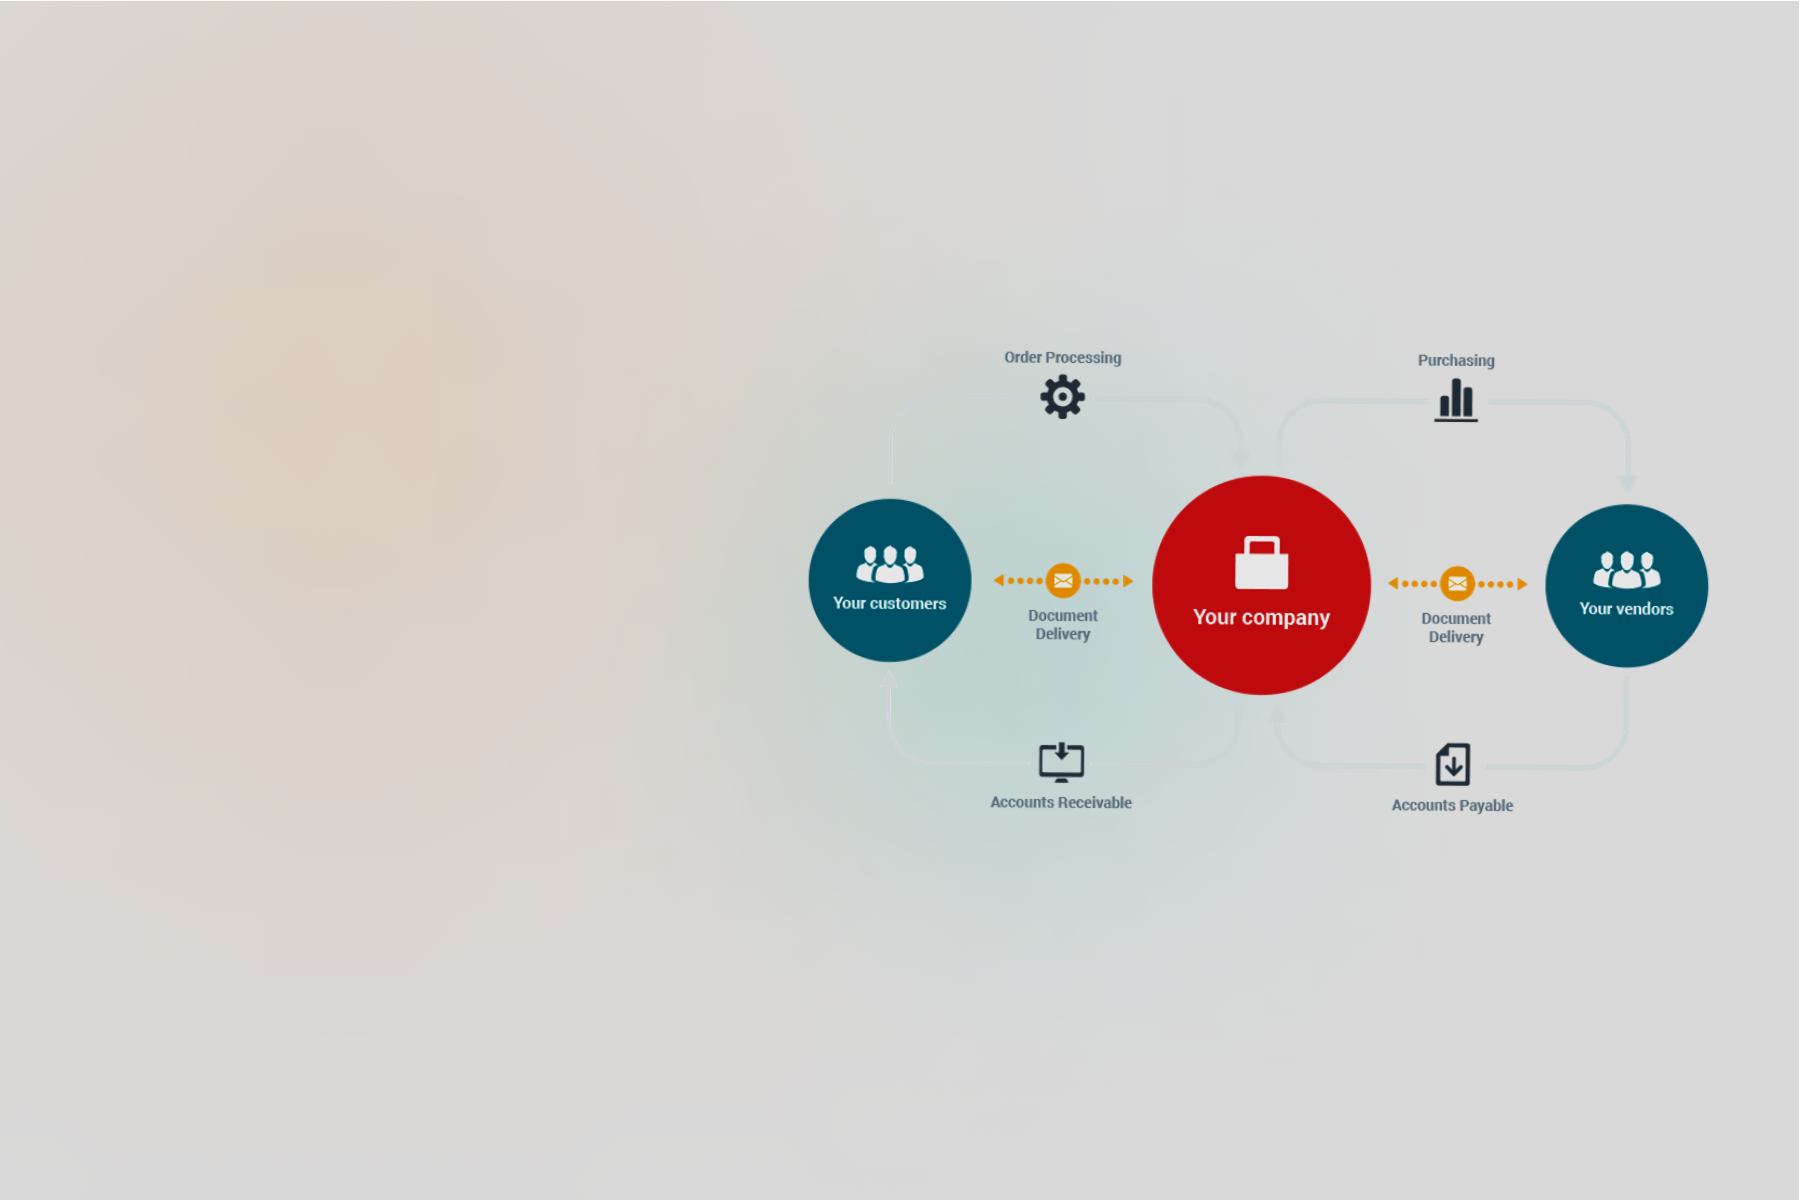 Order Processing
Purchasing
Your customers
Document
Delivery
Your company
Document
Delivery
Your vendors
Accounts Receivable
Accounts Payable